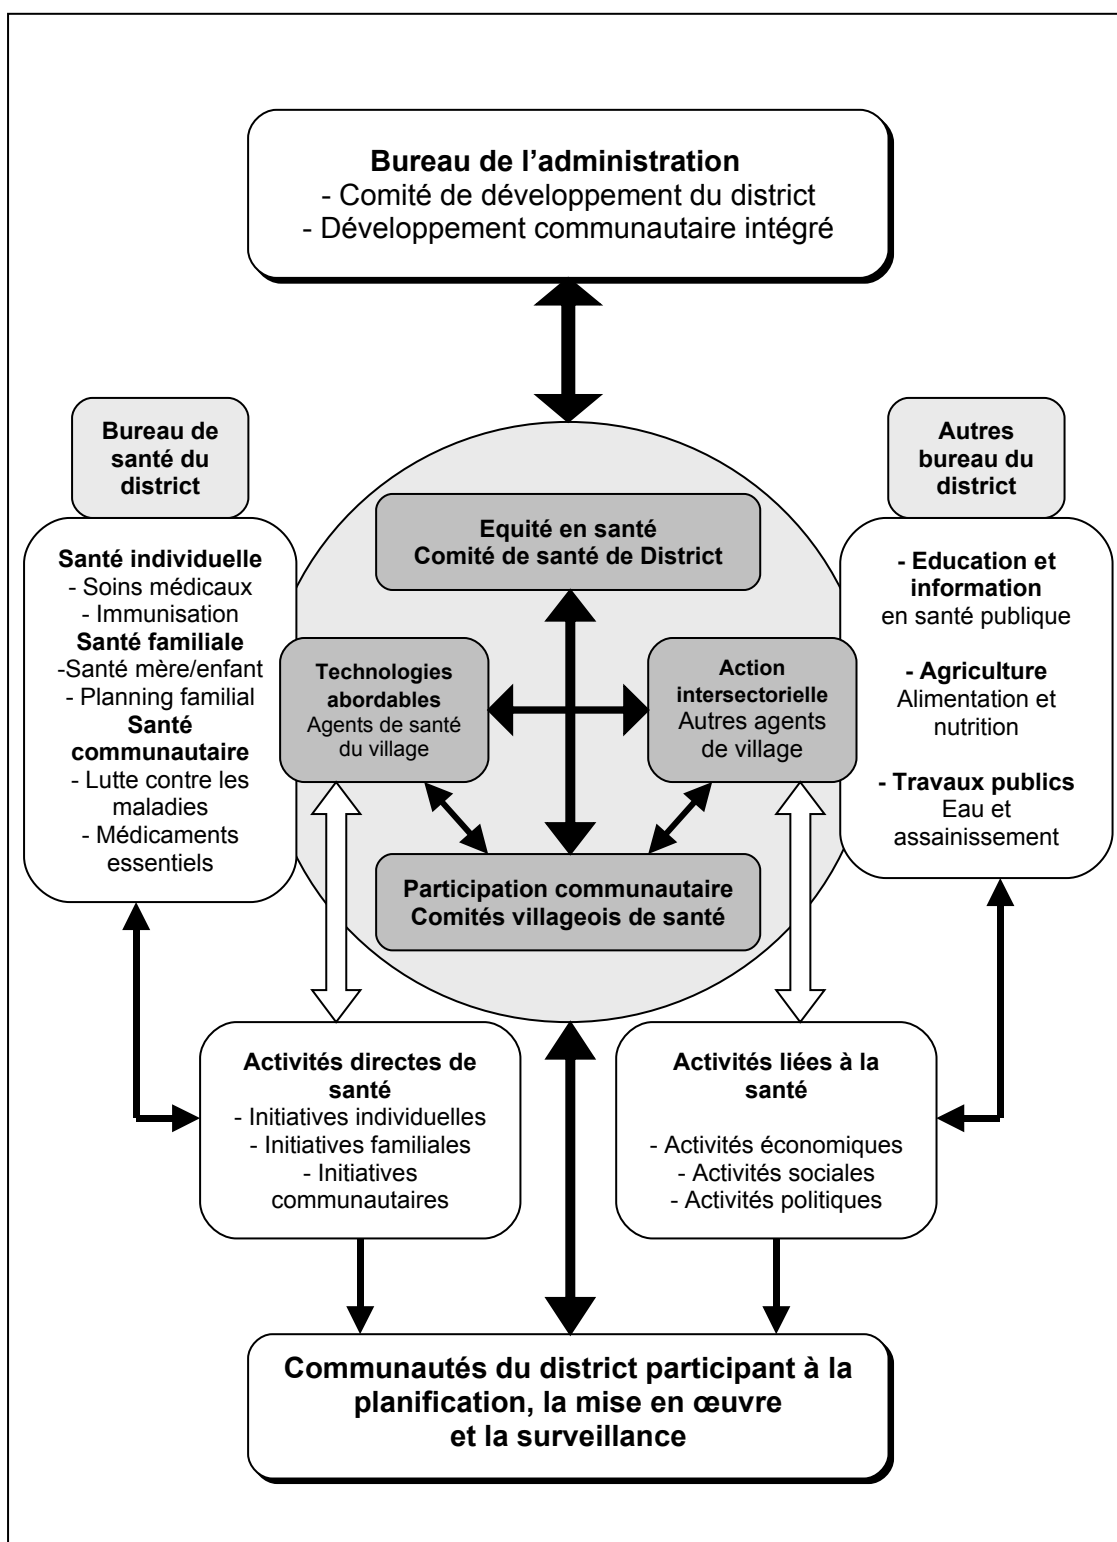 Bureau de l’administration
- Comité de développement du district
- Développement communautaire intégré
Bureau de
santé du
district
Santé individuelle
- Soins médicaux
- Immunisation
Santé familiale
-Santé mère/enfant
- Planning familial
Santé
communautaire
- Lutte contre les
maladies
- Médicaments
essentiels
Equité en santé
Comité de santé de District
Technologies
abordables
Agents de santé
du village
Action
intersectorielle
Autres agents
de village
Participation communautaire
Comités villageois de santé
Autres
bureau du
district
- Education et
information
en santé publique
- Agriculture
Alimentation et
nutrition
- Travaux publics
Eau et
assainissement
Activités directes de
santé
- Initiatives individuelles
- Initiatives familiales
- Initiatives
communautaires
Activités liées à la
santé
- Activités économiques
- Activités sociales
- Activités politiques
Communautés du district participant à la
planification, la mise en œuvre
et la surveillance